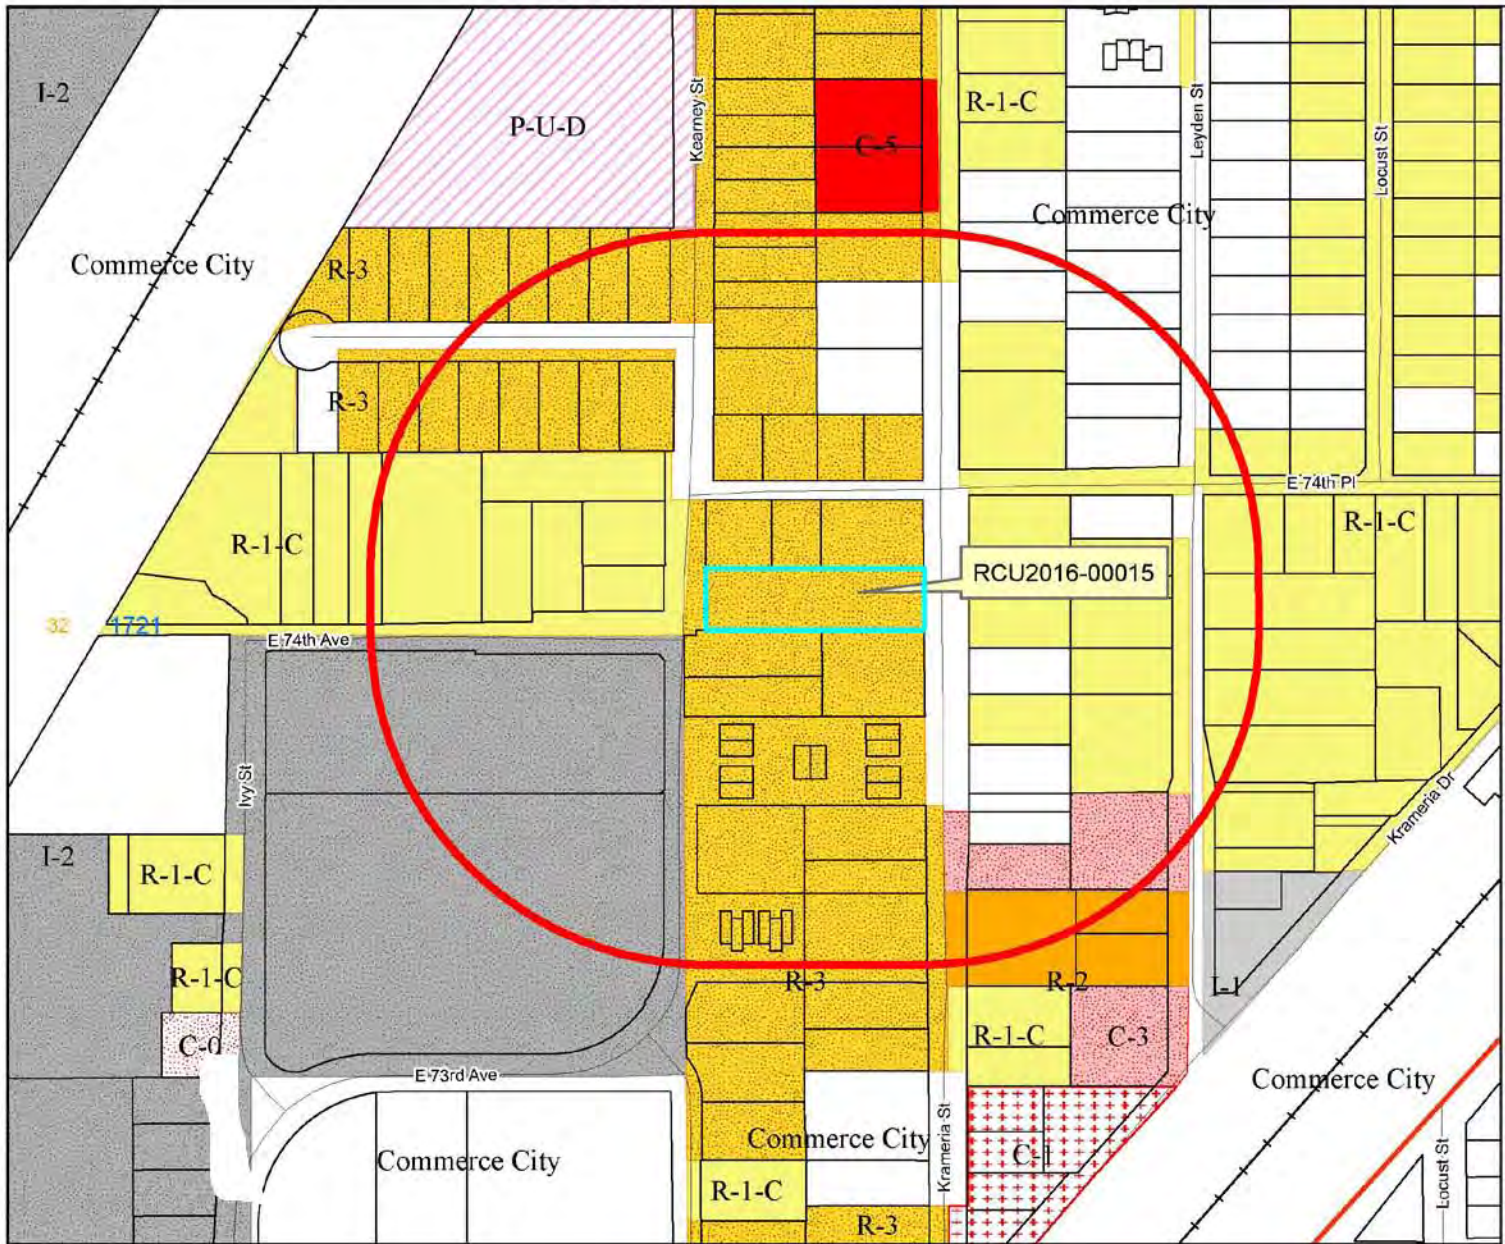 I-2
P-U-D
Kearney St
C-5
R-1-C
Leyden St
Locust St
Commerce City
Commerce City
R-3
R-3
E 74th Pl
R-1-C
R-1-C
RCU2016-00015
32
1721
E 74th Ave
Ivy St
Krameria Dr
I-2
R-1-C
R-1-C
R-3
R-2
I-1
C-0
R-1-C
C-3
E 73rd Ave
Commerce City
Commerce City
Commerce City
Krameria St
C-1
Locust St
R-1-C
R-3